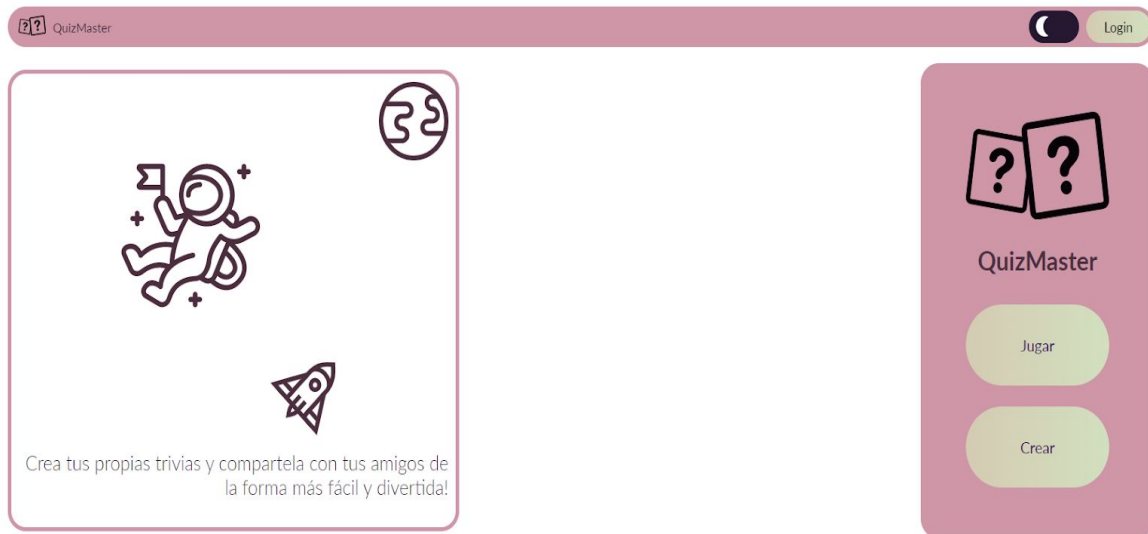 QuizMaster
Login
Crea tus propias trivias y compartela con tus amigos de
la forma más fácil y divertida!
? ?
QuizMaster
Jugar
Crear